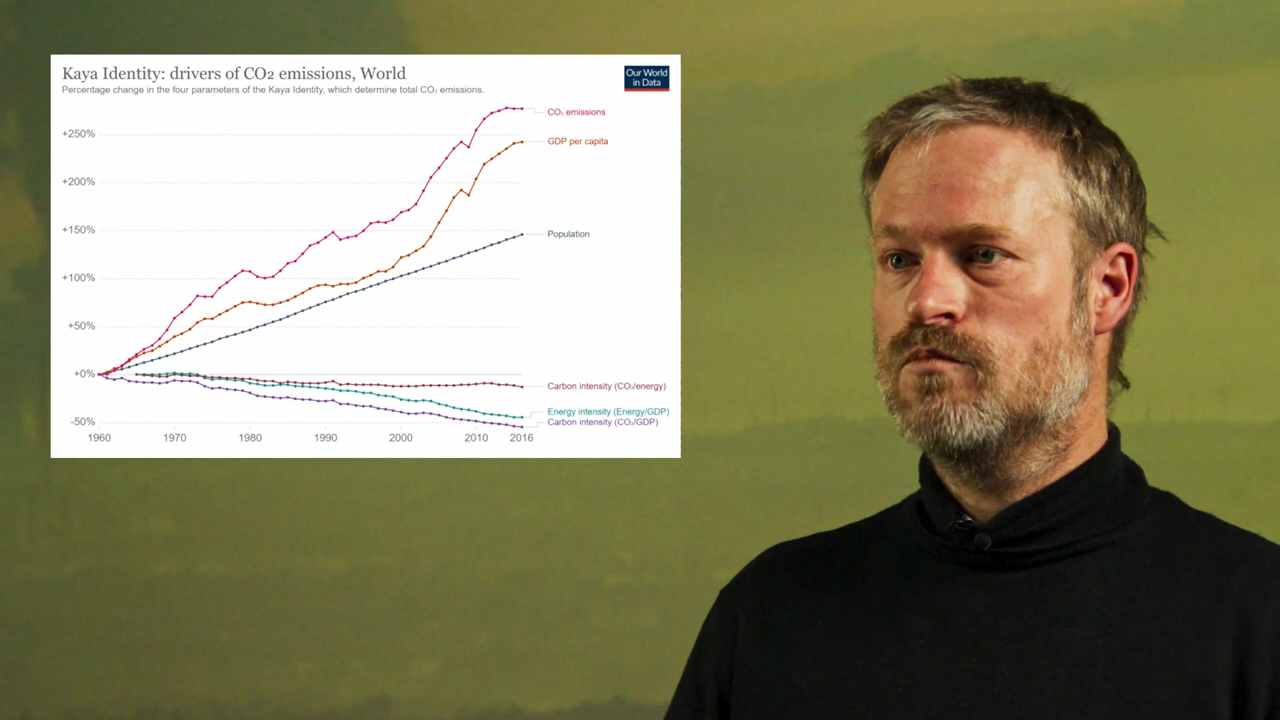 Kaya Identity: drivers of CO2 emissions, World
Our World
in Data
Percentage change in the four parameters of the Kaya Identity, which determine total CO₂ emissions.
CO₂ emissions
+250%
GDP per capita
+200%
+150%
Population
+100%
+50%
+0%
Carbon intensity (CO₂/energy)
Energy intensity (Energy/GDP)
-50%
Carbon intensity (CO₂/GDP)
1960 1970 1980 1990 2000 2010 2016